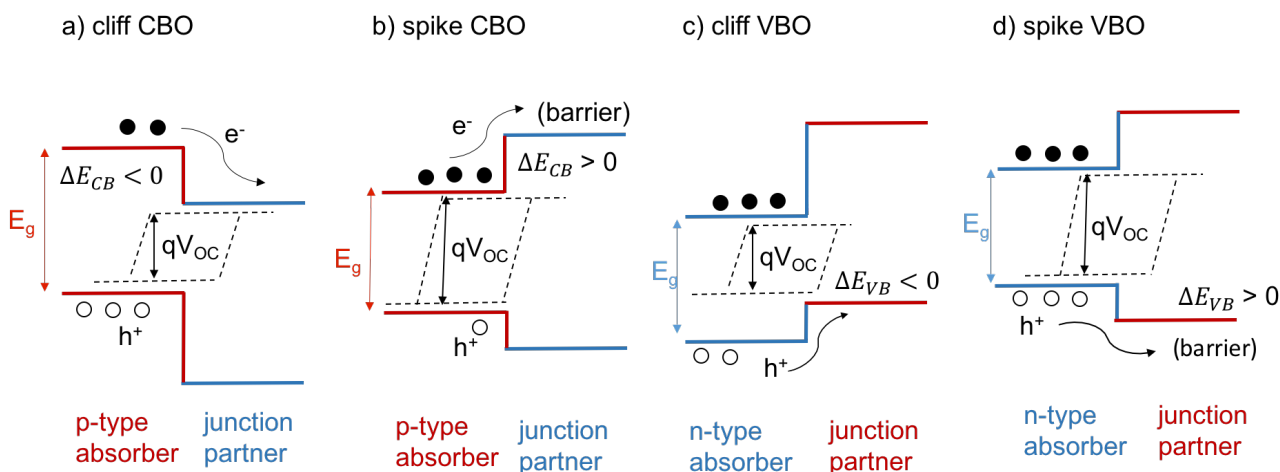 a) cliff CBO
b) spike CBO
c) cliff VBO
d) spike VBO
e-
ΔE_CB < 0
E_g
qV_OC
h+
p-type absorber
junction partner
(barrier)
e-
ΔE_CB > 0
E_g
qV_OC
h+
p-type absorber
junction partner
E_g
qV_OC
ΔE_VB < 0
h+
n-type absorber
junction partner
E_g
qV_OC
ΔE_VB > 0
h+
(barrier)
n-type absorber
junction partner